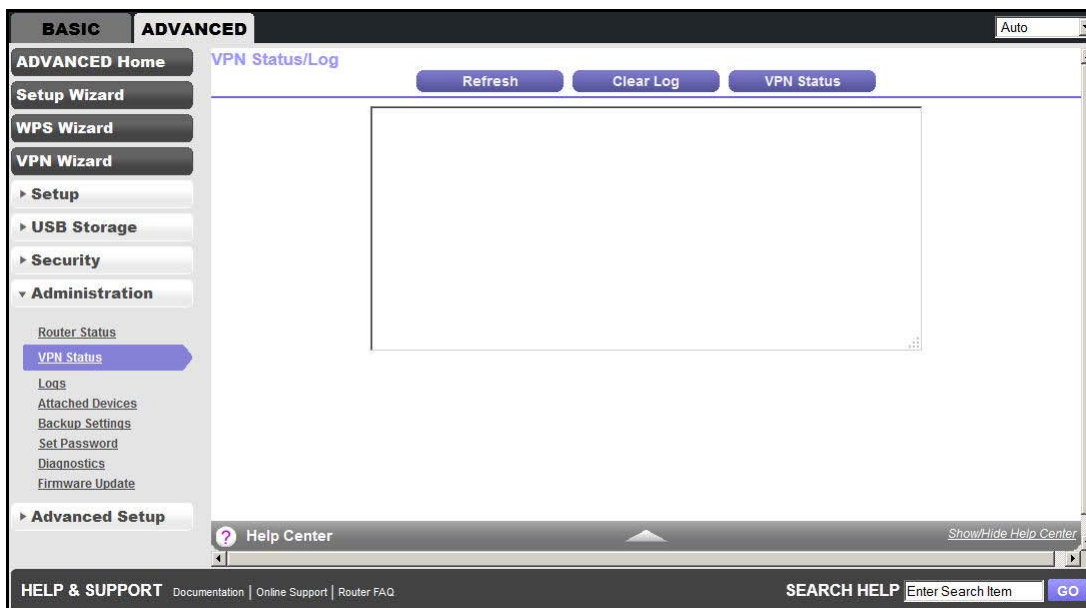 BASIC ADVANCED Auto
ADVANCED Home
Setup Wizard
WPS Wizard
VPN Wizard
Setup
USB Storage
Security
Administration
Router Status
VPN Status
Logs
Attached Devices
Backup Settings
Set Password
Diagnostics
Firmware Update
Advanced Setup
VPN Status/Log
Refresh Clear Log VPN Status
? Help Center Show/Hide Help Center
HELP & SUPPORT Documentation | Online Support | Router FAQ SEARCH HELP Enter Search Item GO